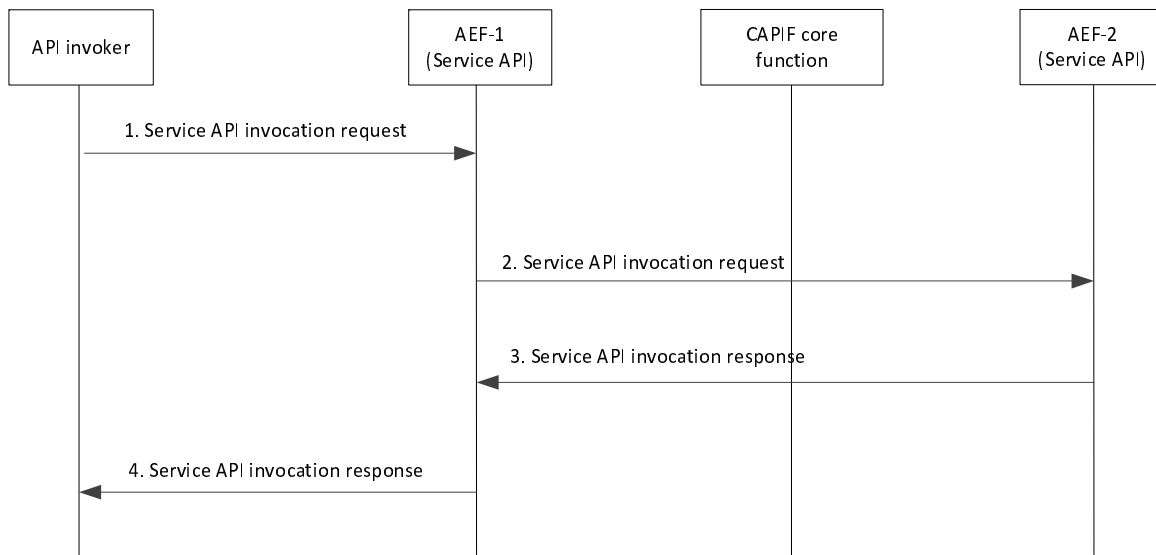 API invoker
AEF-1
(Service API)
CAPIF core
function
AEF-2
(Service API)
1. Service API invocation request
2. Service API invocation request
3. Service API invocation response
4. Service API invocation response